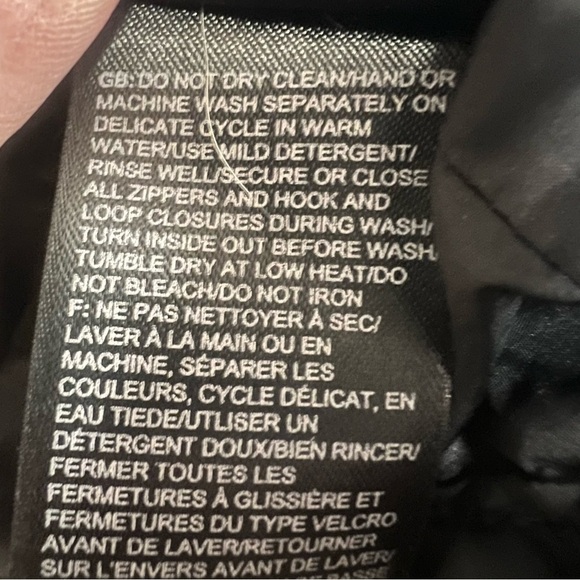 GB: DO NOT DRY CLEAN/HAND OR
MACHINE WASH SEPARATELY ON
DELICATE CYCLE IN WARM
WATER/USE MILD DETERGENT/
RINSE WELL/SECURE OR CLOSE
ALL ZIPPERS AND HOOK AND
LOOP CLOSURES DURING WASH/
TURN INSIDE OUT BEFORE WASH/
TUMBLE DRY AT LOW HEAT/DO
NOT BLEACH/DO NOT IRON
F: NE PAS NETTOYER À SEC/
LAVER À LA MAIN OU EN
MACHINE, SÉPARER LES
COULEURS, CYCLE DÉLICAT, EN
EAU TIEDE/UTLISER UN
DÉTERGENT DOUX/BIEN RINCER/
FERMER TOUTES LES
FERMETURES À GLISSIÈRE ET
FERMETURES DU TYPE VELCRO
AVANT DE LAVER/RETOURNER
SUR L'ENVERS AVANT DE LAVER/